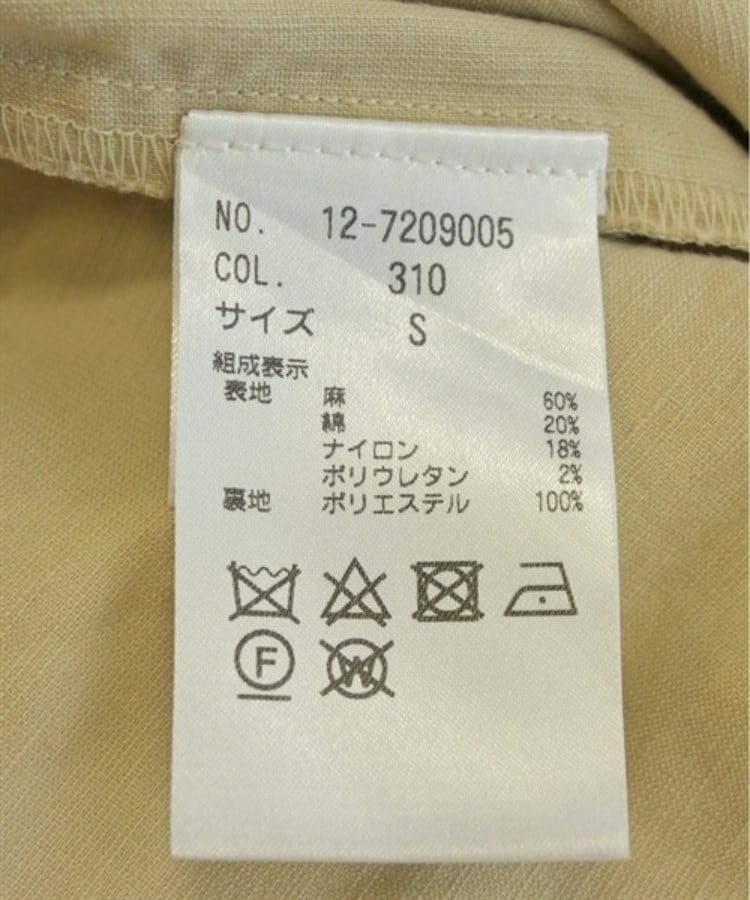 NO. 12-7209005
COL. 310
サイズ S
組成表示
表地 麻 60%
綿 20%
ナイロン 18%
ポリウレタン 2%
裏地 ポリエステル 100%
F W